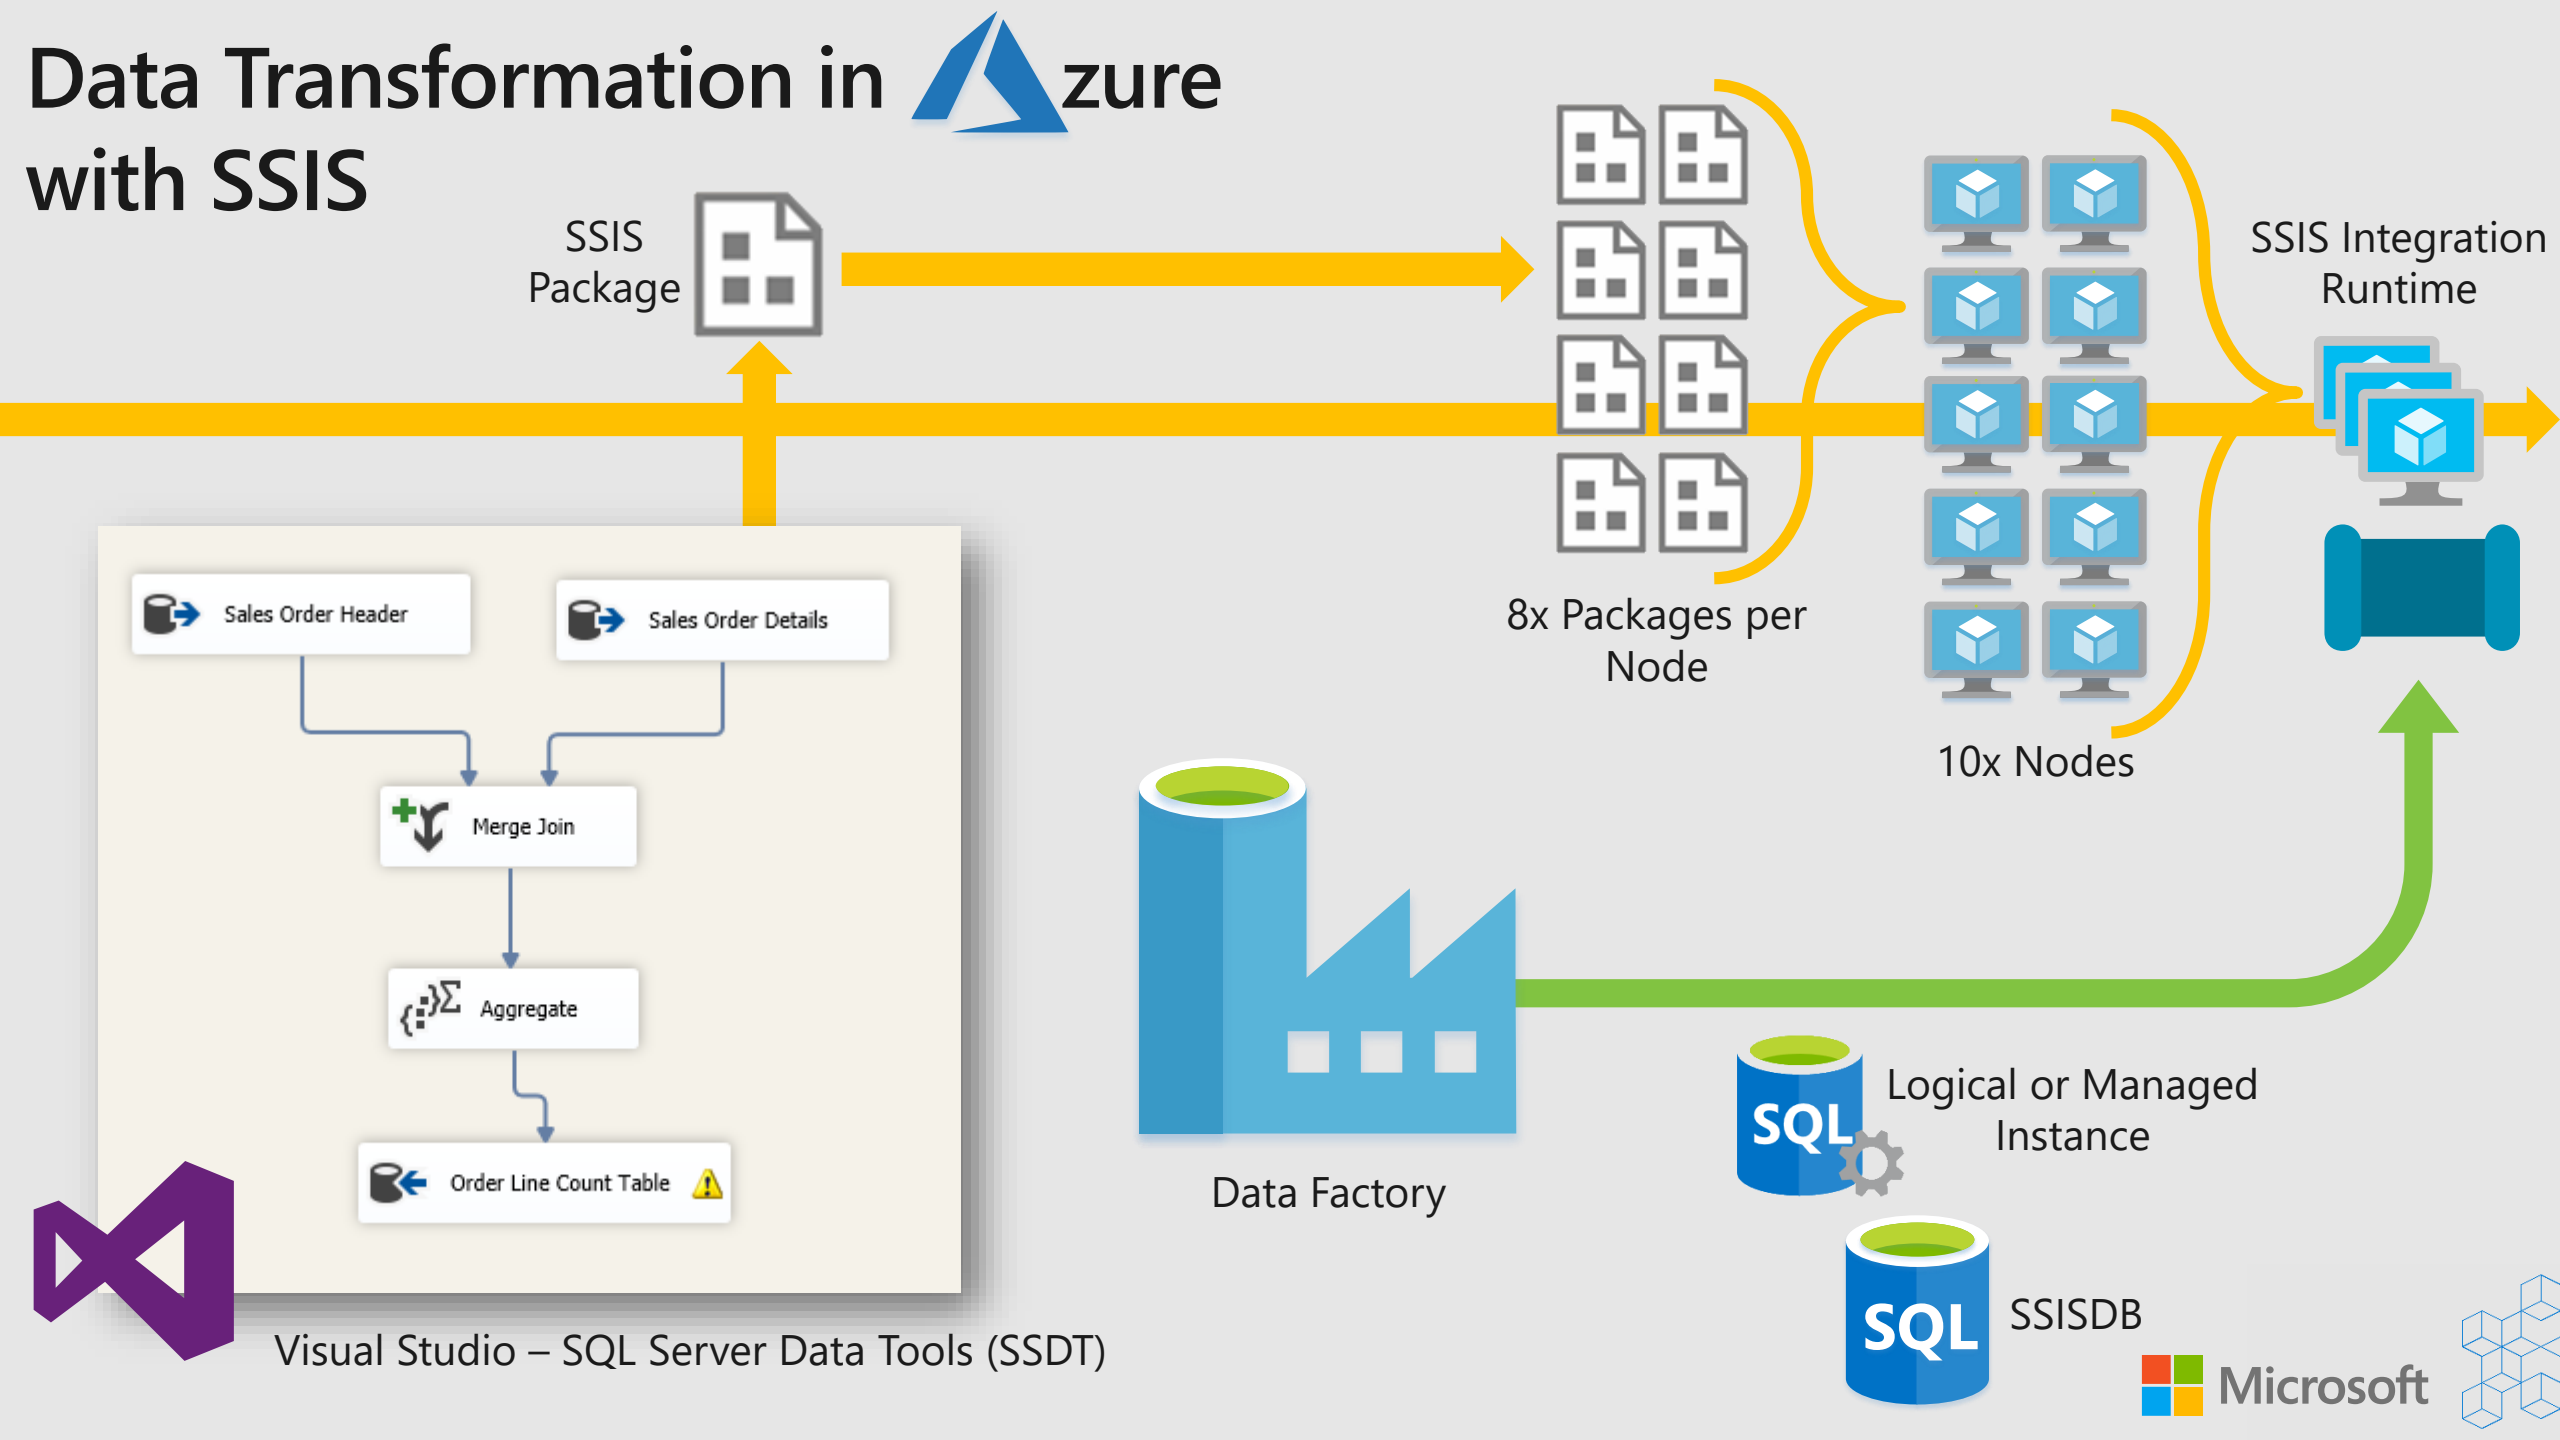 Data Transformation in Azure
with SSIS
SSIS
Package
SSIS Integration
Runtime
8x Packages per
Node
10x Nodes
Sales Order Header
Sales Order Details
Merge Join
Aggregate
Order Line Count Table
Visual Studio – SQL Server Data Tools (SSDT)
Data Factory
SQL
Logical or Managed
Instance
SQL
SSISDB
Microsoft